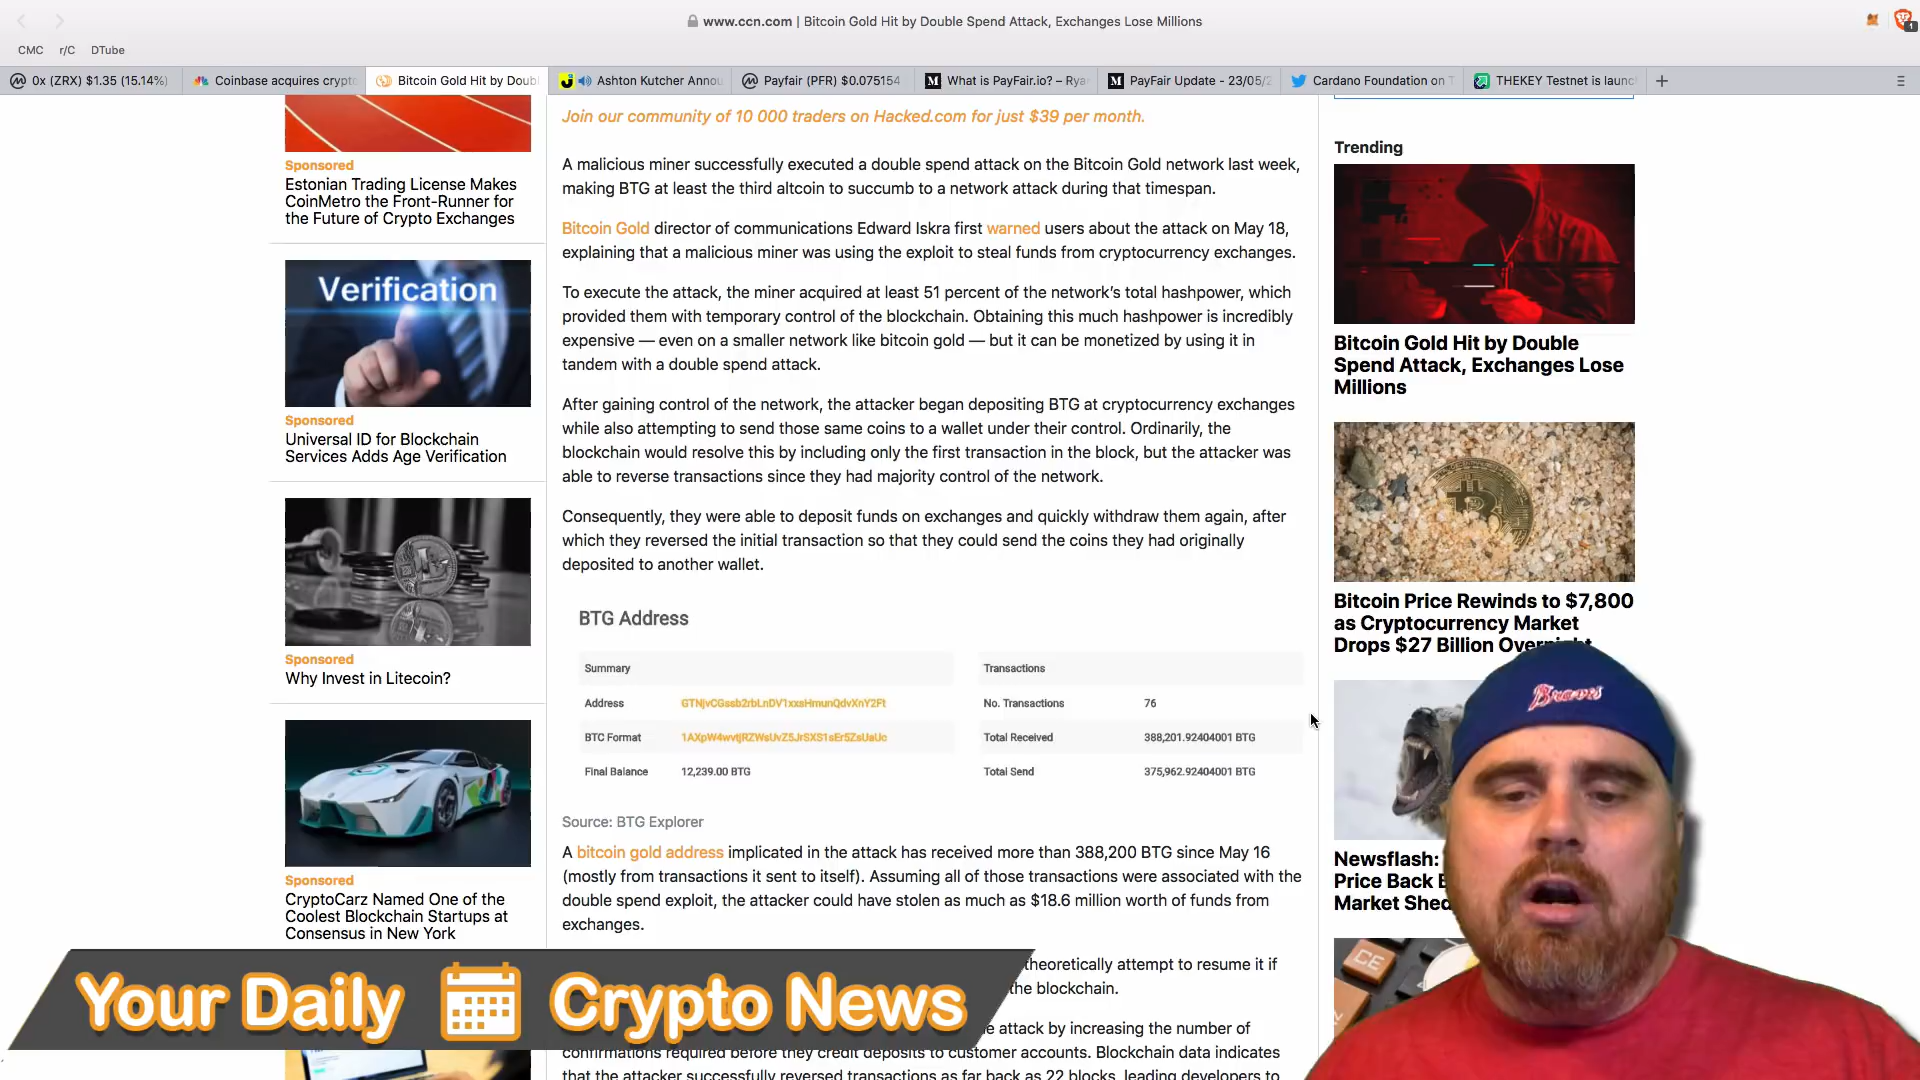 www.ccn.com | Bitcoin Gold Hit by Double Spend Attack, Exchanges Lose Millions
1
CMC r/C DTube
0x (ZRX) $1.35 (15.14%)
Coinbase acquires crypto
Bitcoin Gold Hit by Doubl
Ashton Kutcher Annou
Payfair (PFR) $0.075154
What is PayFair.io? – Rya
PayFair Update - 23/05/2
Cardano Foundation on T
THEKEY Testnet is launc
Sponsored
Estonian Trading License Makes
CoinMetro the Front-Runner for
the Future of Crypto Exchanges
Verification
Sponsored
Universal ID for Blockchain
Services Adds Age Verification
Sponsored
Why Invest in Litecoin?
Sponsored
CryptoCarz Named One of the
Coolest Blockchain Startups at
Consensus in New York
Join our community of 10 000 traders on Hacked.com for just $39 per month.
A malicious miner successfully executed a double spend attack on the Bitcoin Gold network last week,
making BTG at least the third altcoin to succumb to a network attack during that timespan.
Bitcoin Gold director of communications Edward Iskra first warned users about the attack on May 18,
explaining that a malicious miner was using the exploit to steal funds from cryptocurrency exchanges.
To execute the attack, the miner acquired at least 51 percent of the network's total hashpower, which
provided them with temporary control of the blockchain. Obtaining this much hashpower is incredibly
expensive — even on a smaller network like bitcoin gold — but it can be monetized by using it in
tandem with a double spend attack.
After gaining control of the network, the attacker began depositing BTG at cryptocurrency exchanges
while also attempting to send those same coins to a wallet under their control. Ordinarily, the
blockchain would resolve this by including only the first transaction in the block, but the attacker was
able to reverse transactions since they had majority control of the network.
Consequently, they were able to deposit funds on exchanges and quickly withdraw them again, after
which they reversed the initial transaction so that they could send the coins they had originally
deposited to another wallet.
BTG Address
Summary
Address GTNjvCGssb2rbLnDV1xxsHmunQdvXnY2Ft
BTC Format 1AXpW4wvtjRZWsUvZ5JrSXS1sEr5ZsUaUc
Final Balance 12,239.00 BTG
Transactions
No. Transactions 76
Total Received 388,201.92404001 BTG
Total Send 375,962.92404001 BTG
Source: BTG Explorer
A bitcoin gold address implicated in the attack has received more than 388,200 BTG since May 16
(mostly from transactions it sent to itself). Assuming all of those transactions were associated with the
double spend exploit, the attacker could have stolen as much as $18.6 million worth of funds from
exchanges.
theoretically attempt to resume it if
the blockchain.
attack by increasing the number of
confirmations required before they credit deposits to customer accounts. Blockchain data indicates
that the attacker successfully reversed transactions as far back as 22 blocks, leading developers to
Trending
Bitcoin Gold Hit by Double
Spend Attack, Exchanges Lose
Millions
Bitcoin Price Rewinds to $7,800
as Cryptocurrency Market
Drops $27 Billion Overnight
Newsflash:
Price Back
Market Shed
CE
Braves
Your Daily Crypto News